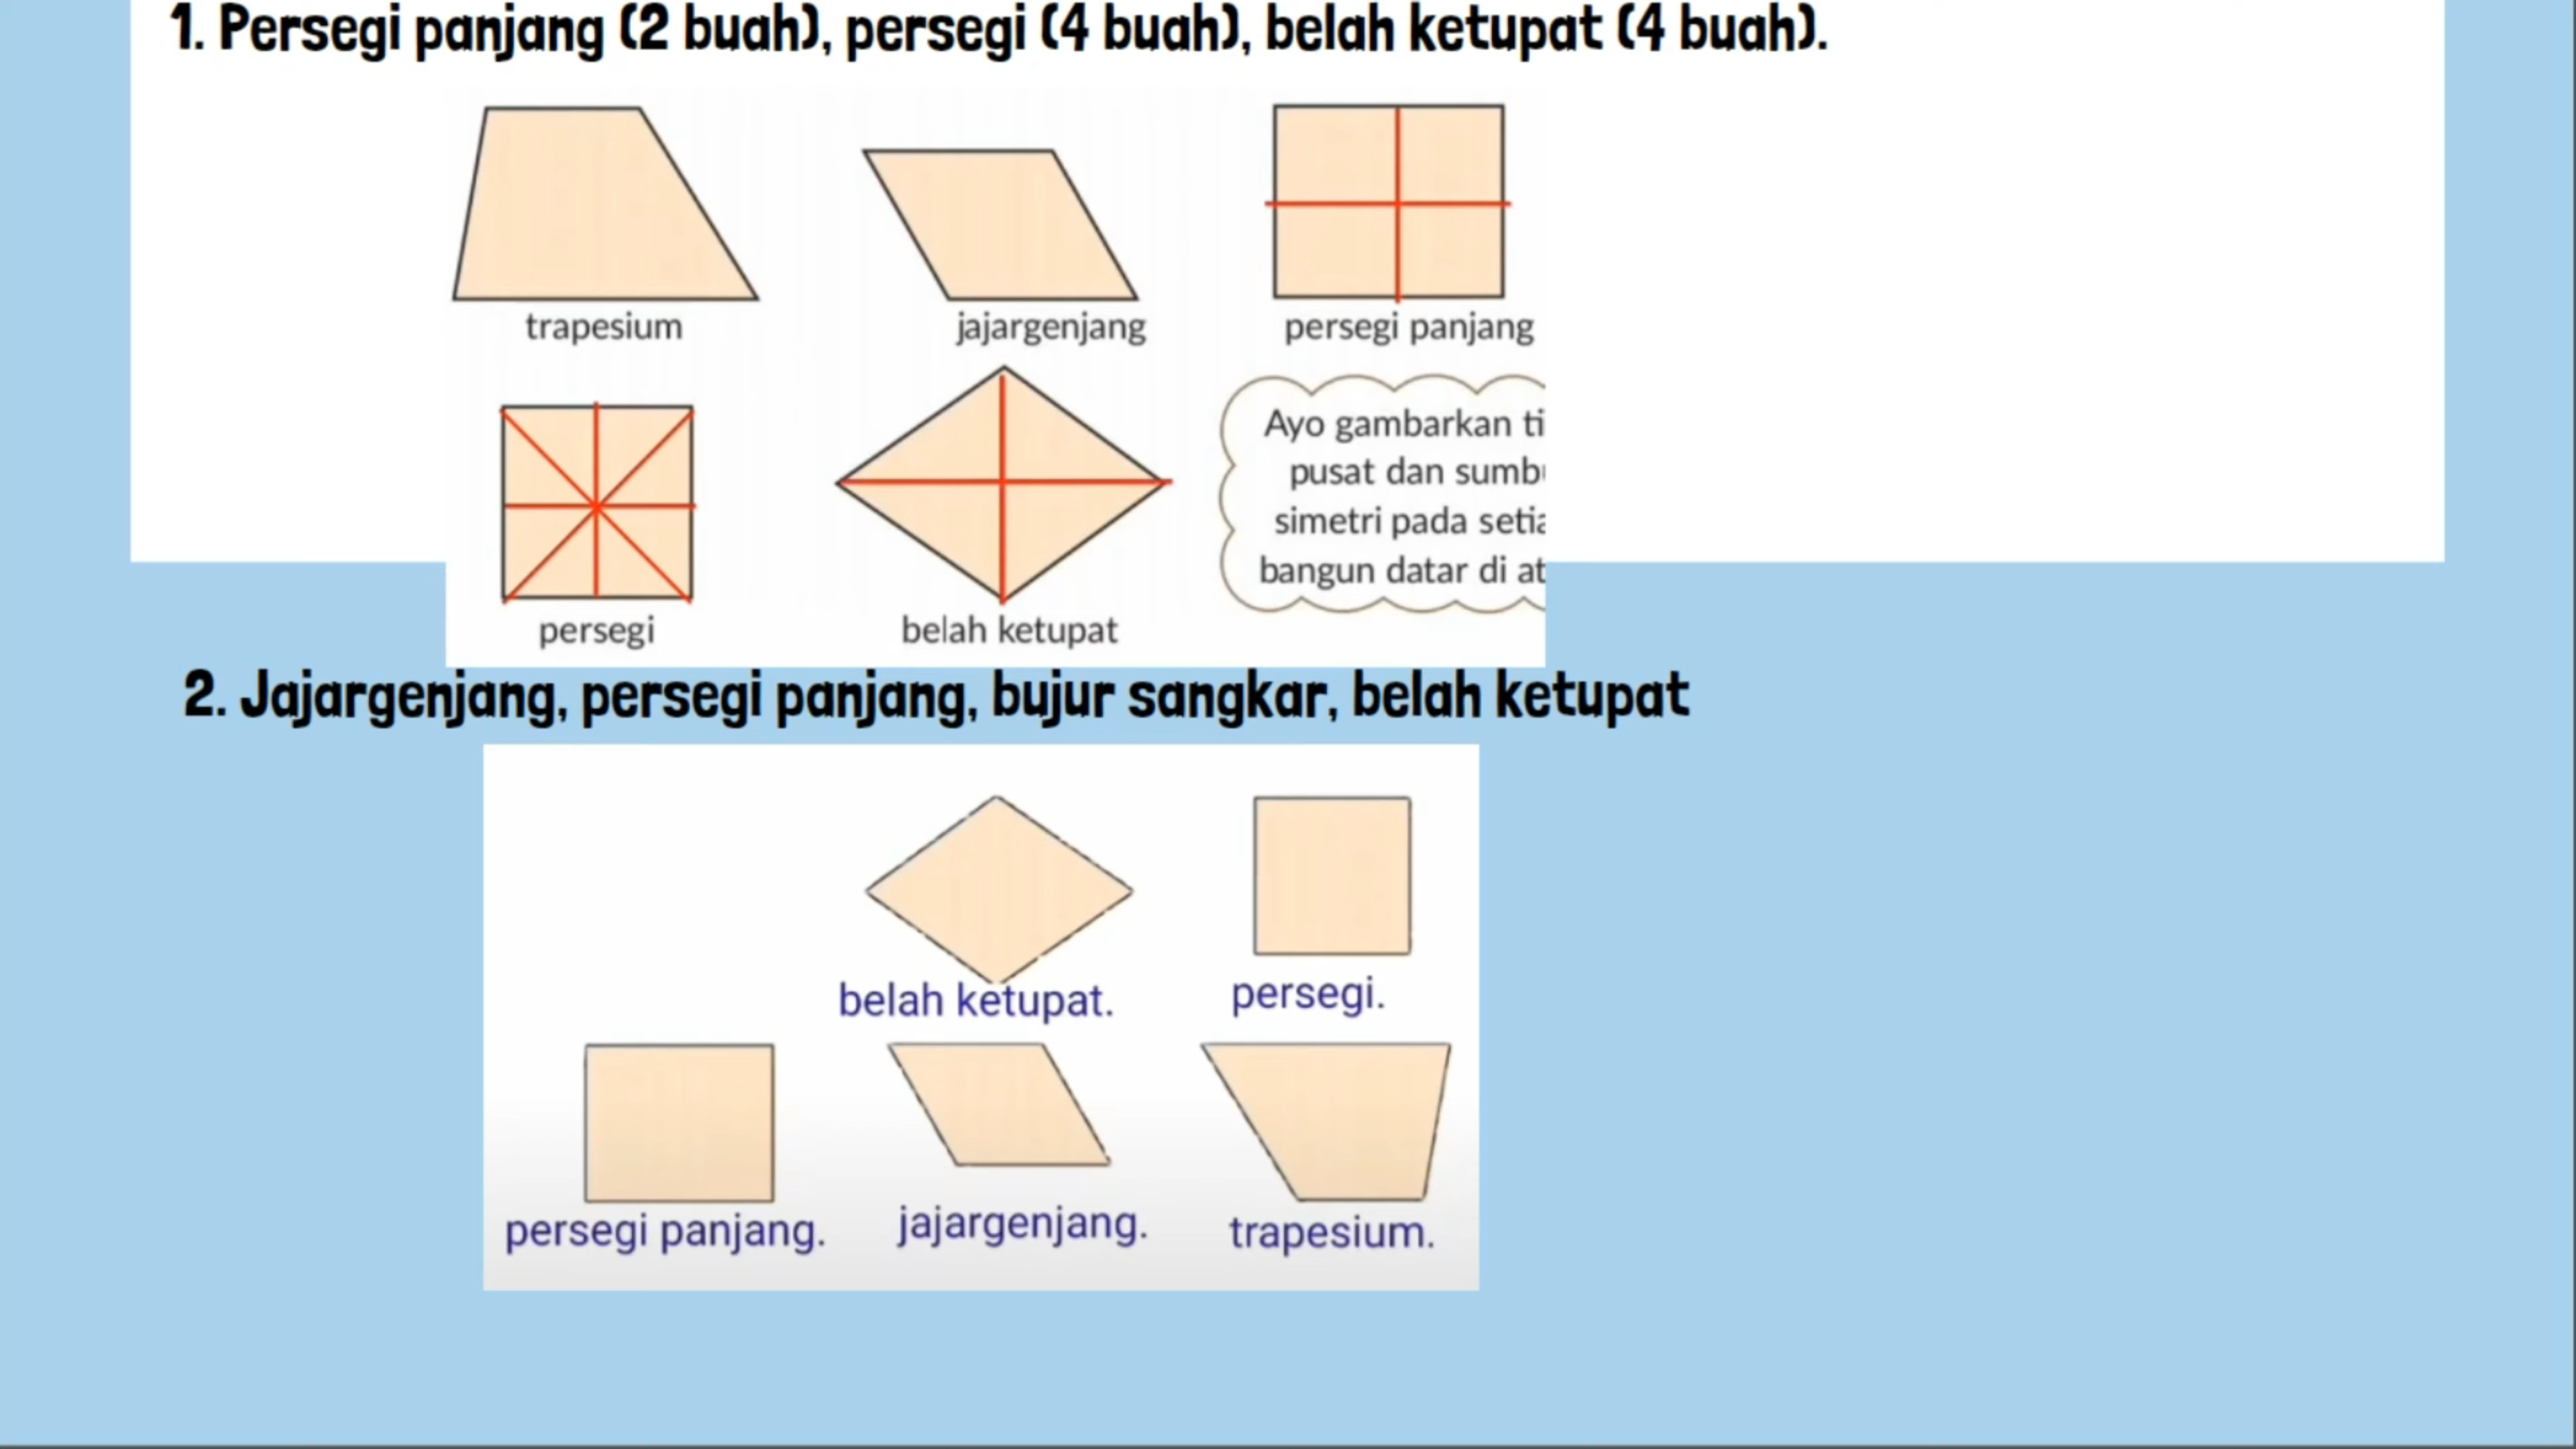 1. Persegi panjang (2 buah), persegi (4 buah), belah ketupat (4 buah).
trapesium
jajargenjang
persegi panjang
persegi
belah ketupat
Ayo gambarkan ti
pusat dan sumb
simetri pada setia
bangun datar di at
2. Jajargenjang, persegi panjang, bujur sangkar, belah ketupat
belah ketupat.
persegi.
persegi panjang.
jajargenjang.
trapesium.